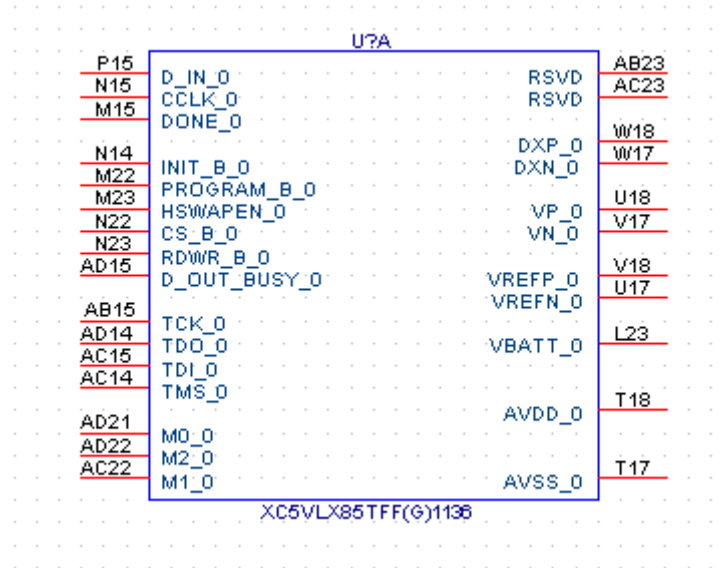 U?A
P15 D_IN_0 RSVD AB23
N15 CCLK_0 RSVD AC23
M15 DONE_0
DXP_0 W18
N14 INIT_B_0 DXN_0 W17
M22 PROGRAM_B_0
M23 HSWAPEN_0 VP_0 U18
N22 CS_B_0 VN_0 V17
N23 RDWR_B_0
AD15 D_OUT_BUSY_0 VREFP_0 V18
VREFN_0 U17
AB15 TCK_0
AD14 TDO_0 VBATT_0 L23
AC15 TDI_0
AC14 TMS_0
AVDD_0 T18
AD21 M0_0
AD22 M2_0
AC22 M1_0 AVSS_0 T17
XC5VLX85TFF(G)1136